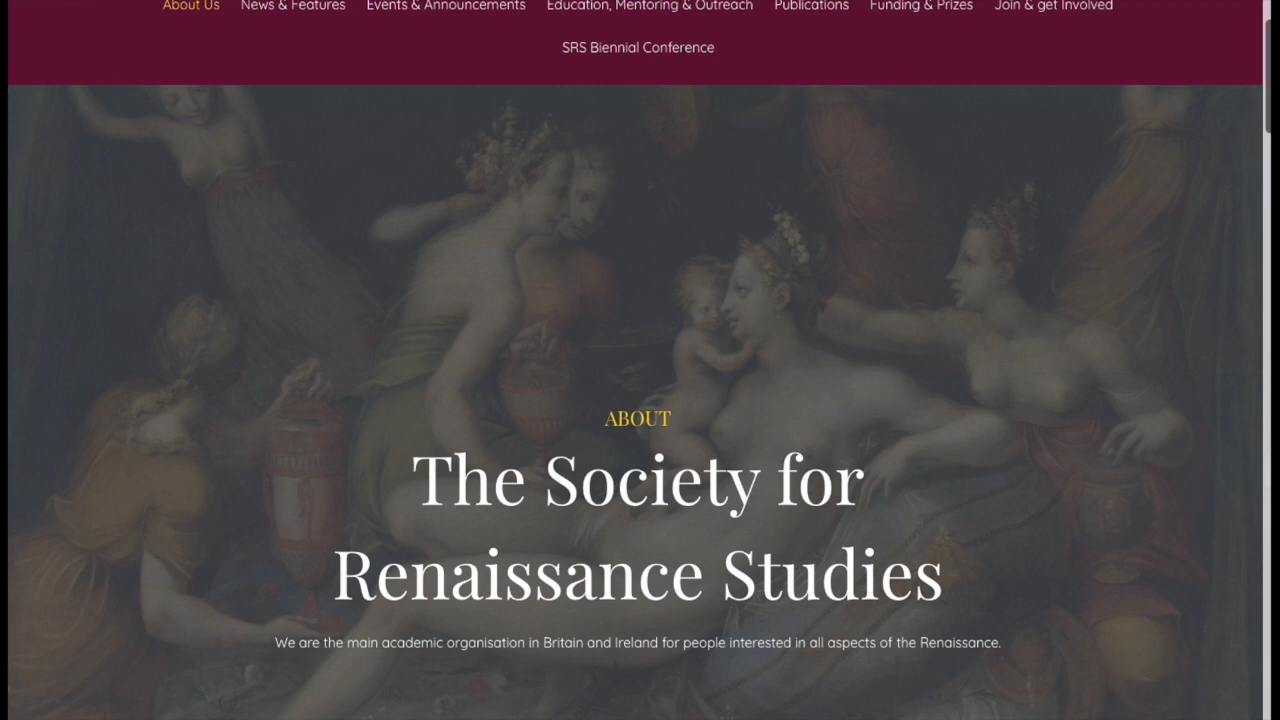 About Us News & Features Events & Announcements Education, Mentoring & Outreach Publications Funding & Prizes Join & get Involved
SRS Biennial Conference
ABOUT
The Society for
Renaissance Studies
We are the main academic organisation in Britain and Ireland for people interested in all aspects of the Renaissance.